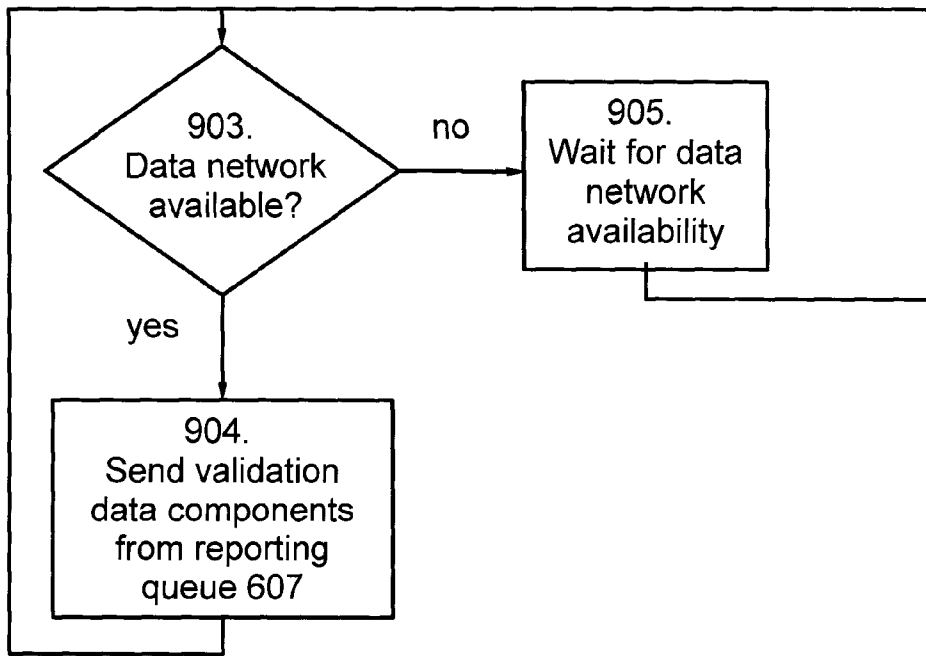 903.
Data network
available?
no
905.
Wait for data
network
availability
yes
904.
Send validation
data components
from reporting
queue 607